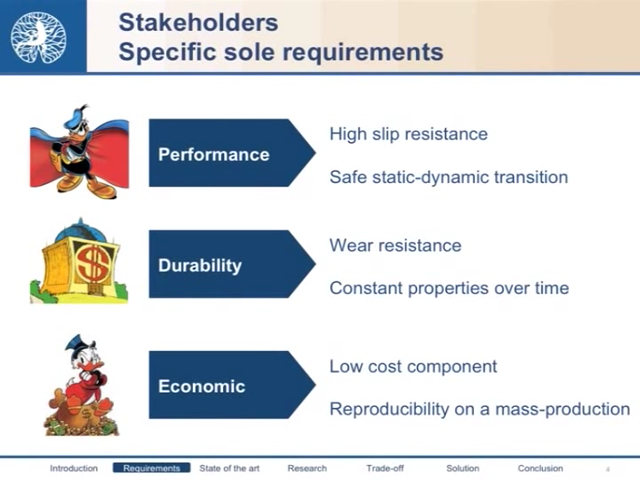 Stakeholders
Specific sole requirements
Performance
High slip resistance
Safe static-dynamic transition
Durability
Wear resistance
Constant properties over time
Economic
Low cost component
Reproducibility on a mass-production
Introduction Requirements State of the art Research Trade-off Solution Conclusion 4